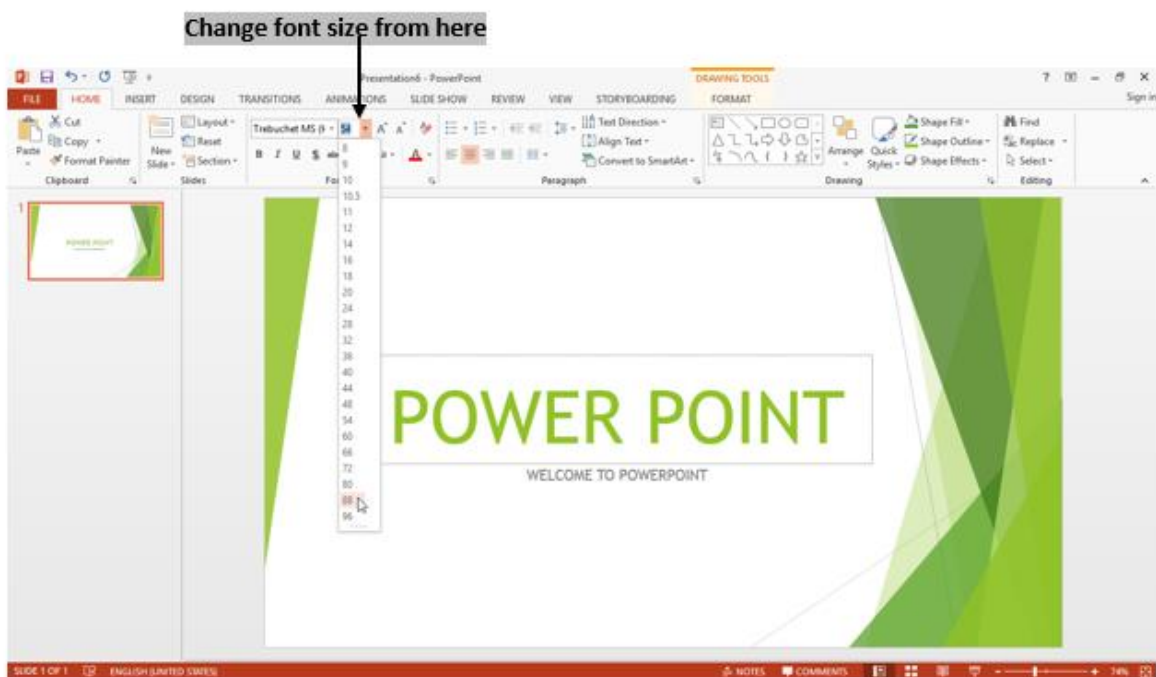 Change font size from here
Presentation6 - PowerPoint
DRAWING TOOLS
FILE HOME INSERT DESIGN TRANSITIONS ANIMATIONS SLIDE SHOW REVIEW VIEW STORYBOARDING FORMAT
Sign in
Paste
Cut
Copy
Format Painter
Clipboard
New
Slide
Layout
Reset
Section
Slides
Trebuchet MS (H
54
B I U S
A
Text Direction
Align Text
Convert to SmartArt
Paragraph
Arrange
Quick
Styles
Shape Fill
Shape Outline
Shape Effects
Drawing
Find
Replace
Select
Editing
8
9
10
10.5
11
12
14
16
18
20
24
28
32
36
40
44
48
54
60
66
72
80
88
96
1
POWER POINT
POWER POINT
WELCOME TO POWERPOINT
SLIDE 1 OF 1 ENGLISH (UNITED STATES)
NOTES COMMENTS 74%